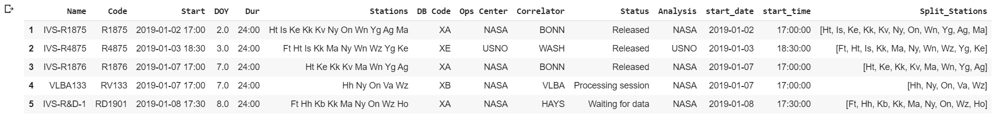 Name Code Start DOY Dur Stations DB Code Ops Center Correlator Status Analysis start_date start_time Split_Stations
1 IVS-R1875 R1875 2019-01-02 17:00 2.0 24:00 Ht Is Ke Kk Kv Ny On Wn Yg Ag Ma XA NASA BONN Released NASA 2019-01-02 17:00:00 [Ht, Is, Ke, Kk, Kv, Ny, On, Wn, Yg, Ag, Ma]
2 IVS-R4875 R4875 2019-01-03 18:30 3.0 24:00 Ft Ht Is Kk Ma Ny Wn Wz Yg Ke XE USNO WASH Released USNO 2019-01-03 18:30:00 [Ft, Ht, Is, Kk, Ma, Ny, Wn, Wz, Yg, Ke]
3 IVS-R1876 R1876 2019-01-07 17:00 7.0 24:00 Ht Ke Kk Kv Ma Wn Yg Ag XA NASA BONN Released NASA 2019-01-07 17:00:00 [Ht, Ke, Kk, Kv, Ma, Wn, Yg, Ag]
4 VLBA133 RV133 2019-01-07 17:00 7.0 24:00 Hh Ny On Va Wz XB NASA VLBA Processing session NASA 2019-01-07 17:00:00 [Hh, Ny, On, Va, Wz]
5 IVS-R&D-1 RD1901 2019-01-08 17:30 8.0 24:00 Ft Hh Kb Kk Ma Ny On Wz Ho XA NASA HAYS Waiting for data NASA 2019-01-08 17:30:00 [Ft, Hh, Kb, Kk, Ma, Ny, On, Wz, Ho]